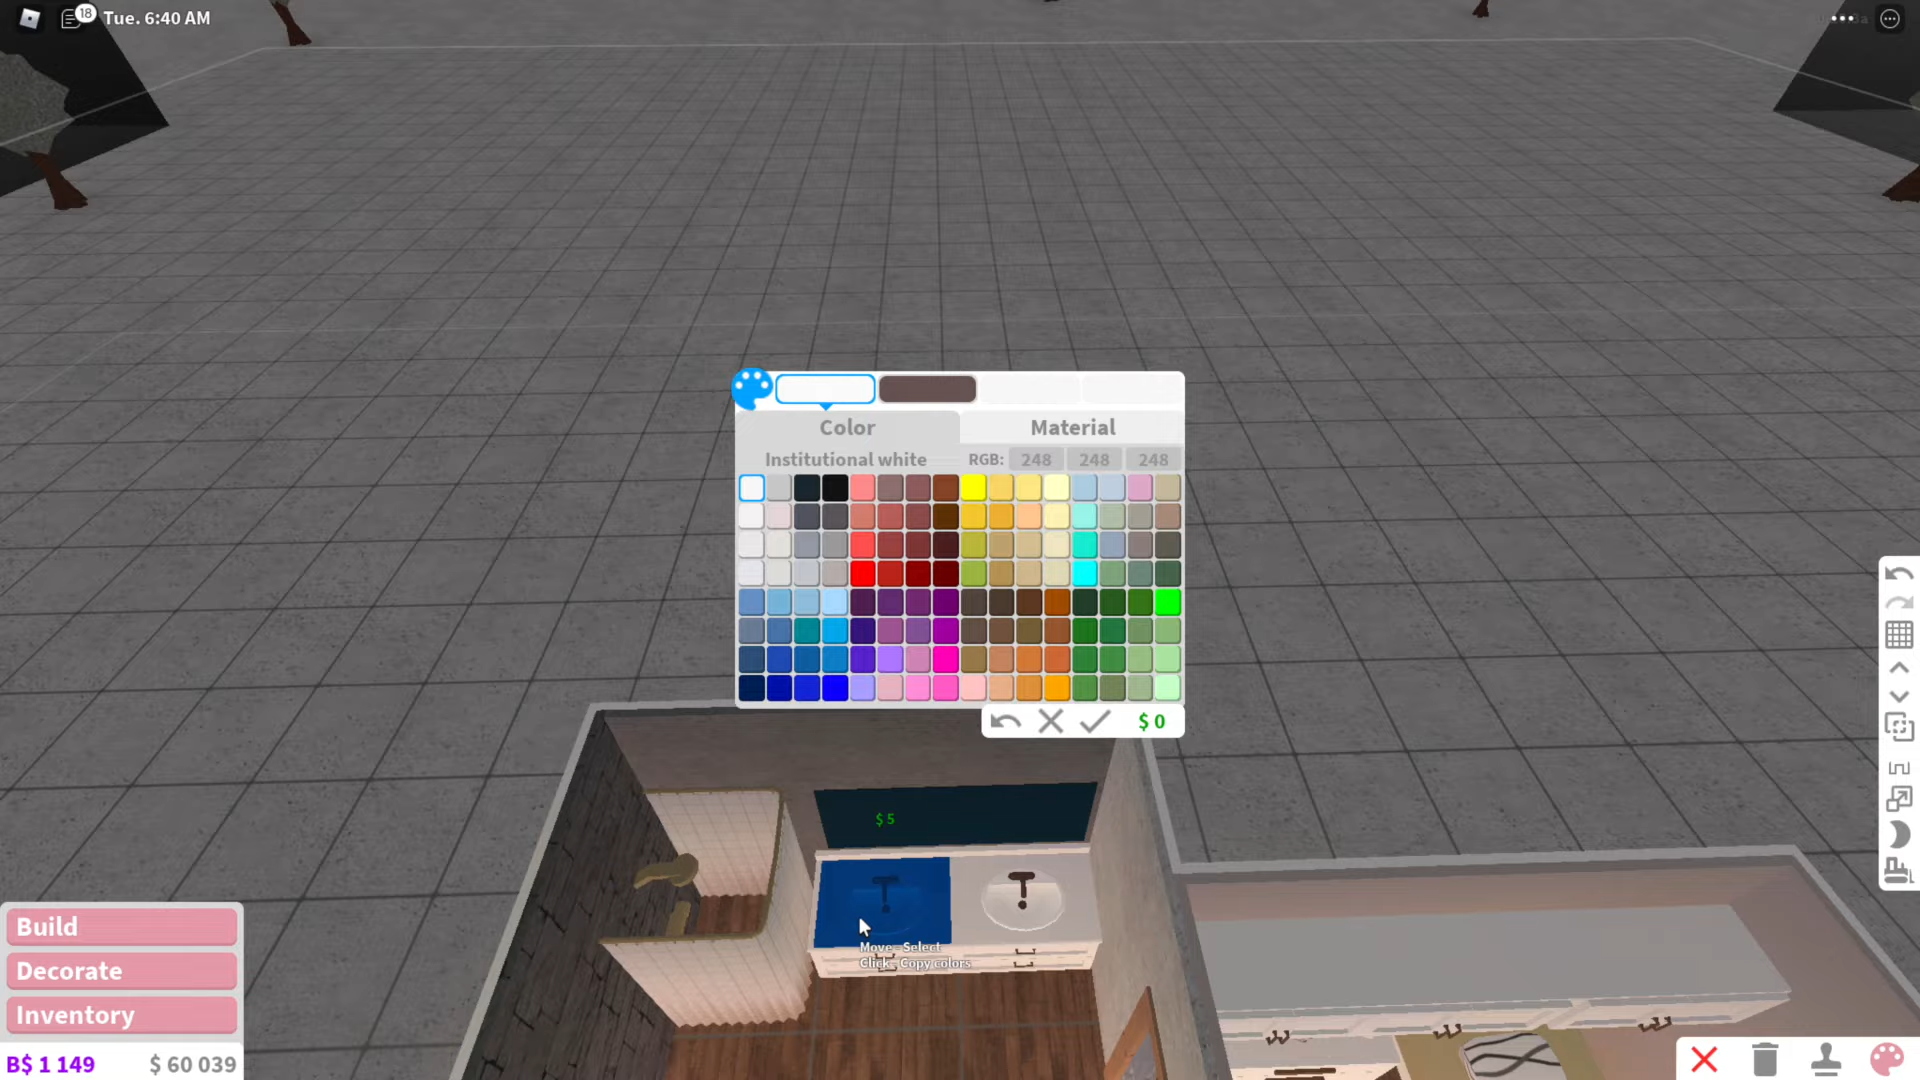 18
Tue. 6:40 AM
Color
Material
Institutional white
RGB: 248 248 248
$ 0
$ 5
Move - Select
Click - Copy colors
Build
Decorate
Inventory
B$ 1 149
$ 60 039